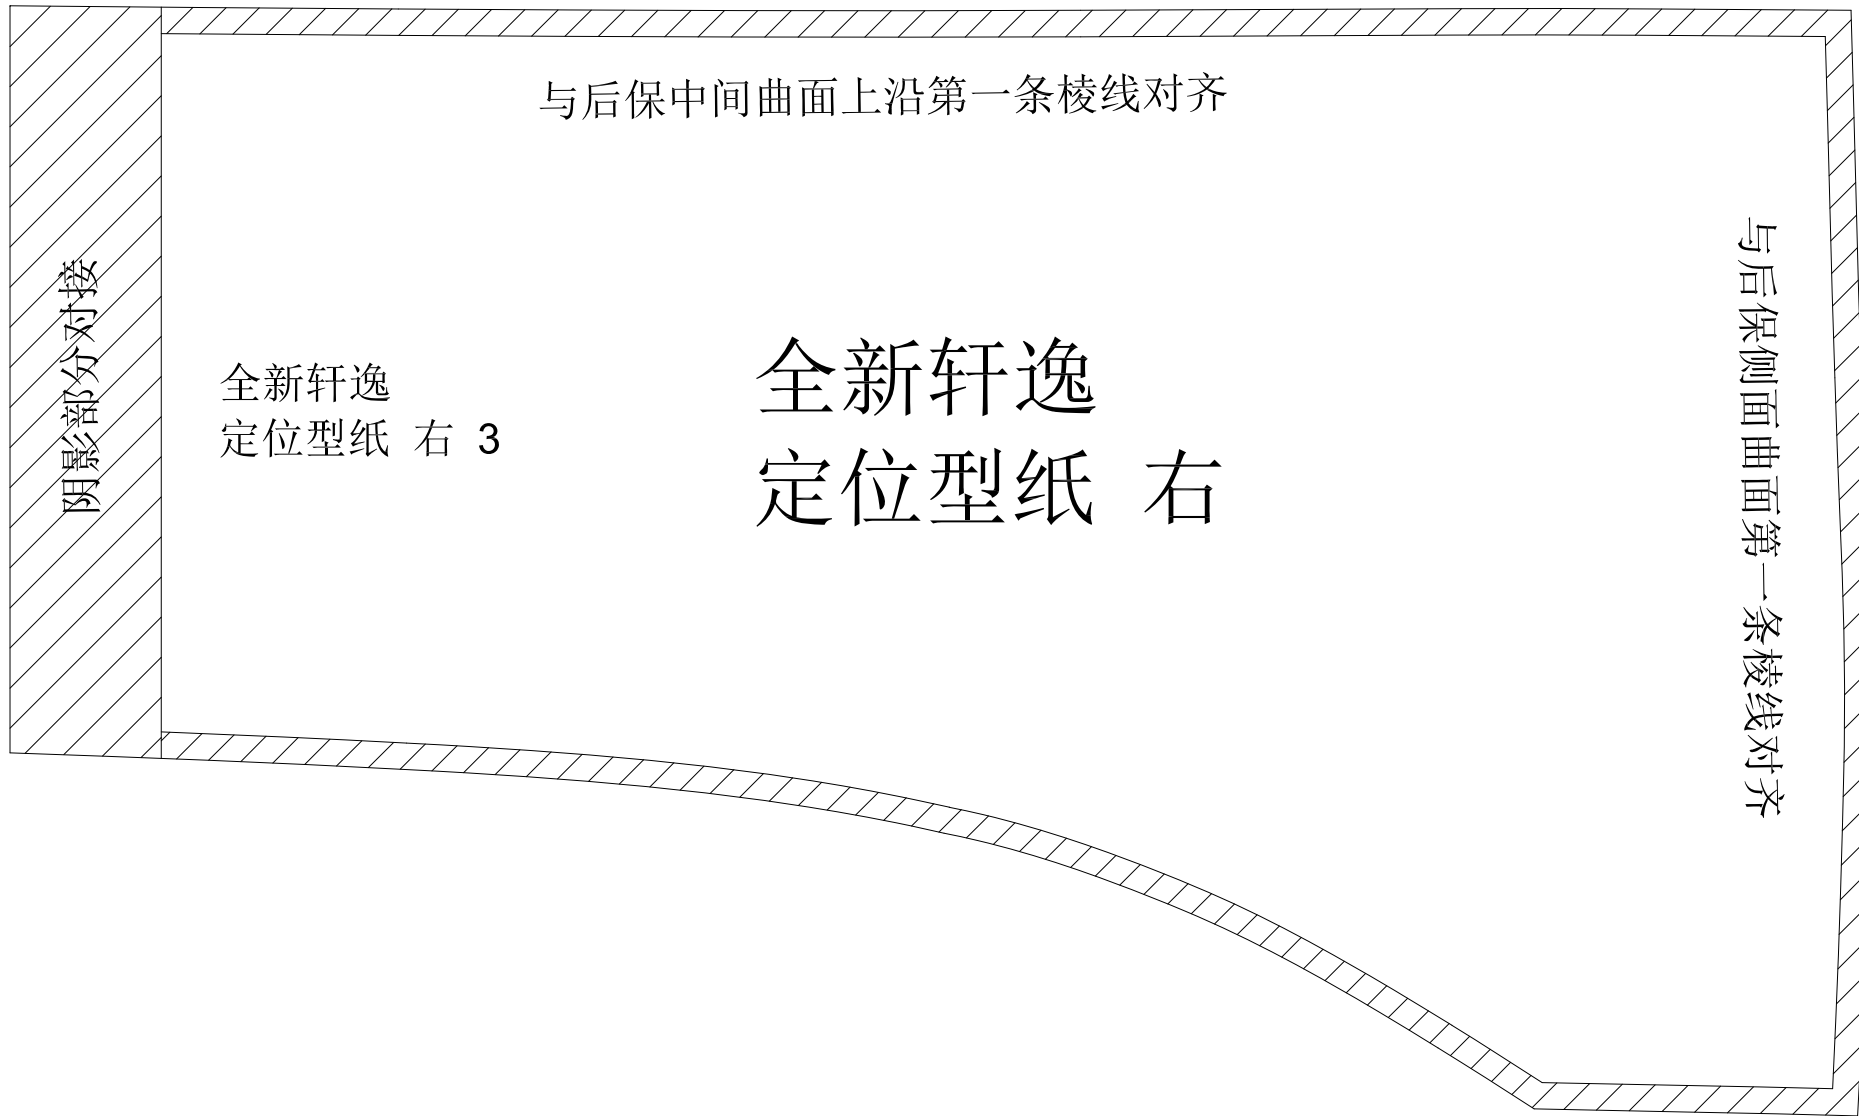 与后保中间曲面上沿第一条棱线对齐
阴影部分对接
全新轩逸
定位型纸 右 3
全新轩逸
定位型纸 右
与后保侧面曲面第一条棱线对齐